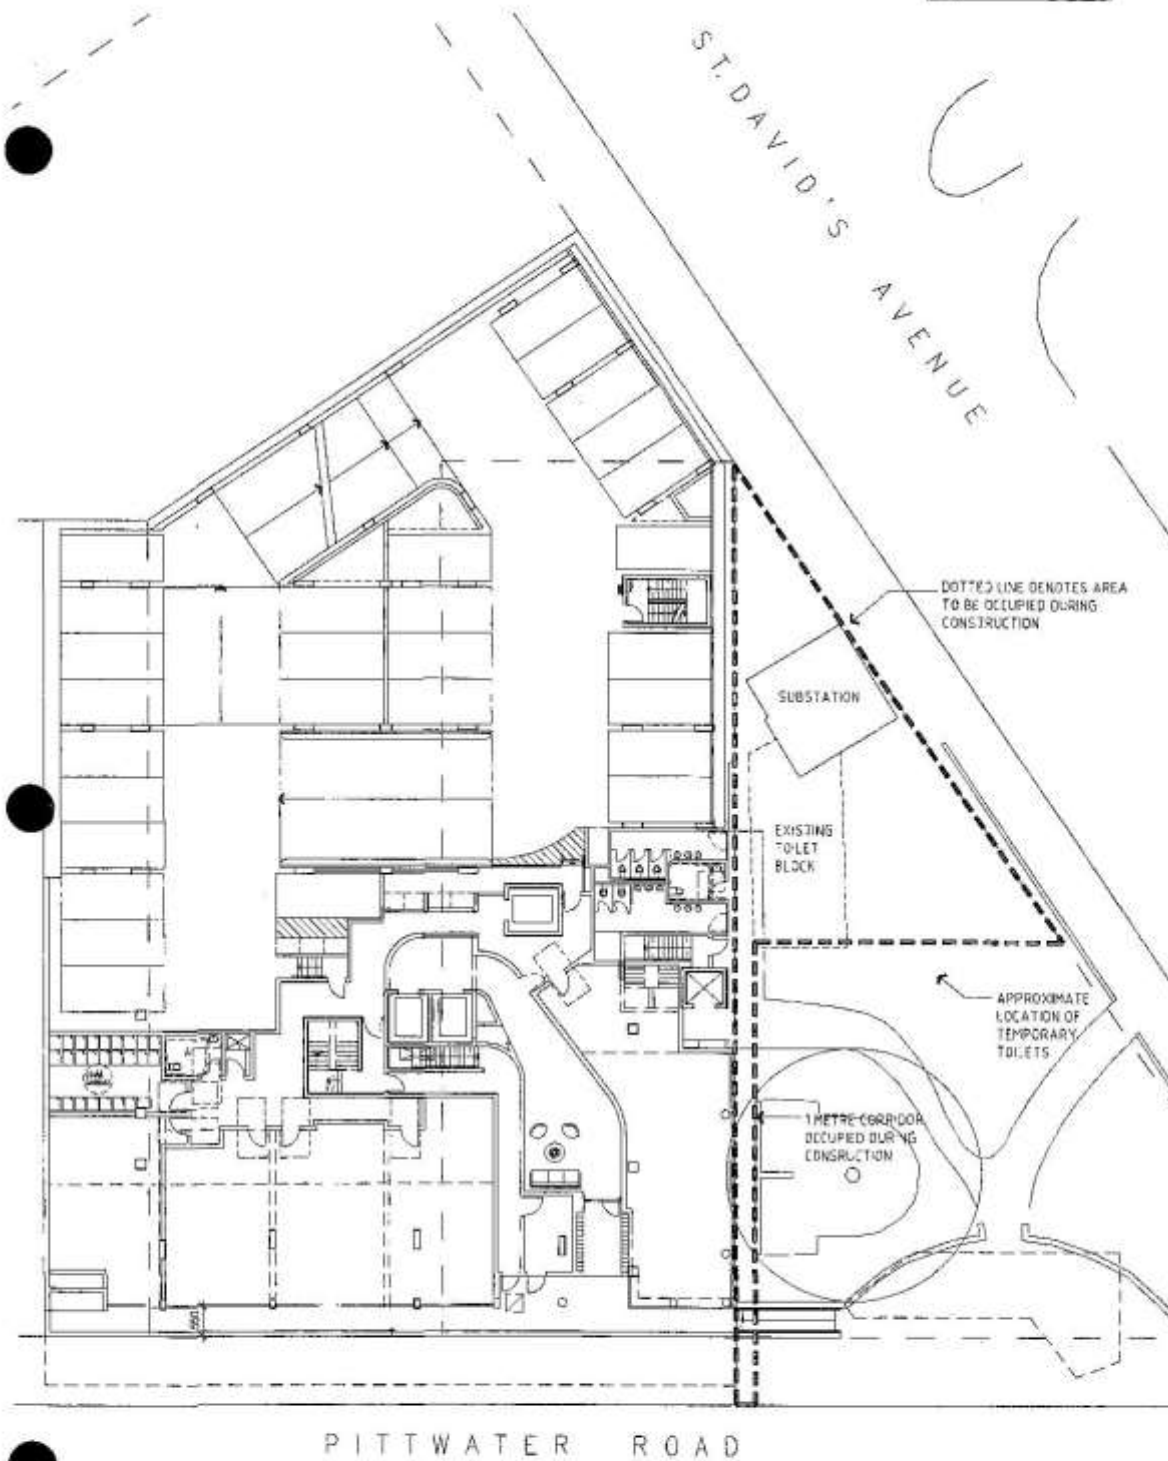 ST. DAVID'S AVENUE
DOTTED LINE DENOTES AREA
TO BE OCCUPIED DURING
CONSTRUCTION
SUBSTATION
EXISTING
TOILET
BLOCK
APPROXIMATE
LOCATION OF
TEMPORARY
TOILETS
1 METRE CORRIDOR
OCCUPIED DURING
CONSRUCTION
PITTWATER ROAD